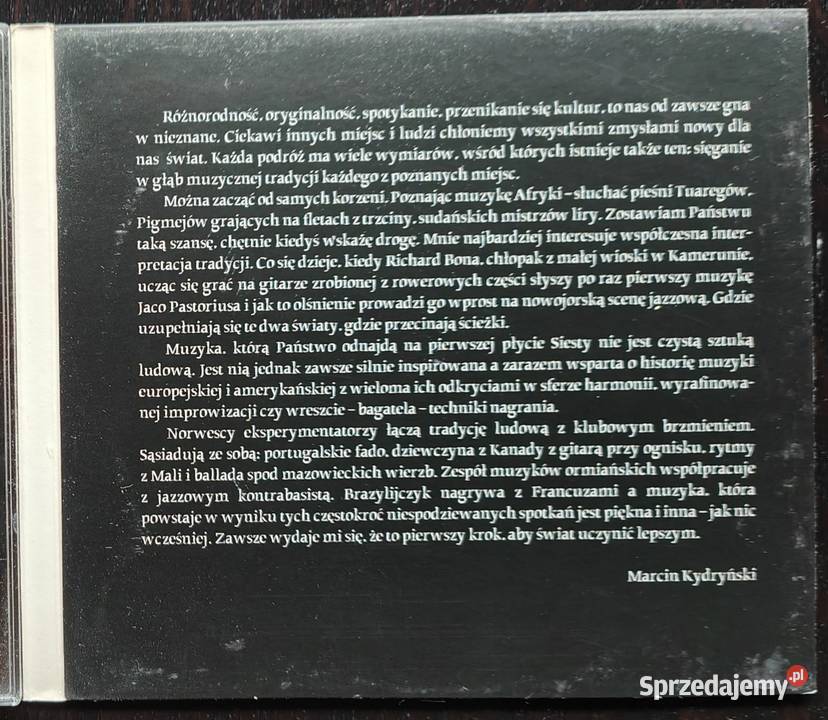 Różnorodność, oryginalność, spotykanie, przenikanie się kultur, to nas od zawsze gna
w nieznane. Ciekawi innych miejsc i ludzi chłoniemy wszystkimi zmysłami nowy dla
nas świat. Każda podróż ma wiele wymiarów, wśród których istnieje także ten: sięganie
w głąb muzycznej tradycji każdego z poznanych miejsc.
Można zacząć od samych korzeni. Poznając muzykę Afryki – słuchać pieśni Tuaregów,
Pigmejów grających na fletach z trzciny, sudańskich mistrzów liry. Zostawiam Państwu
taką szansę, chętnie kiedyś wskażę drogę. Mnie najbardziej interesuje współczesna inter-
pretacja tradycji. Co się dzieje, kiedy Richard Bona, chłopak z małej wioski w Kamerunie,
ucząc się grać na gitarze zrobionej z rowerowych części słyszy po raz pierwszy muzykę
Jaco Pastoriusa i jak to olśnienie prowadzi go wprost na nowojorską scenę jazzową. Gdzie
uzupełniają się te dwa światy, gdzie przecinają ścieżki.
Muzyka, którą Państwo odnajdą na pierwszej płycie Siesty nie jest czystą sztuką
ludową. Jest nią jednak zawsze silnie inspirowana a zarazem wsparta o historię muzyki
europejskiej i amerykańskiej z wieloma ich odkryciami w sferze harmonii, wyrafinowa-
nej improwizacji czy wreszcie – bagatela – techniki nagrania.
Norwescy eksperymentatorzy łączą tradycję ludową z klubowym brzmieniem.
Sąsiadują ze sobą: portugalskie fado, dziewczyna z Kanady z gitarą przy ognisku, rytmy
z Mali i ballada spod mazowieckich wierzb. Zespół muzyków ormiańskich współpracuje
z jazzowym kontrabasistą. Brazylijczyk nagrywa z Francuzami a muzyka, która
powstaje w wyniku tych częstokroć niespodziewanych spotkań jest piękna i inna – jak nic
wcześniej. Zawsze wydaje mi się, że to pierwszy krok, aby świat uczynić lepszym.
Marcin Kydryński
Sprzedajemy.pl